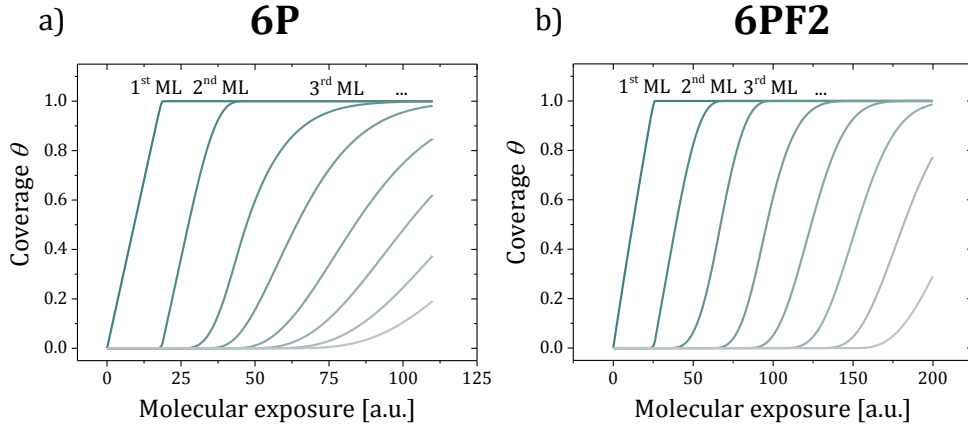 a)
6P
1st ML 2nd ML 3rd ML ...
1.0
0.8
0.6
0.4
0.2
0.0
Coverage θ
0 25 50 75 100 125
Molecular exposure [a.u.]
b)
6PF2
1st ML 2nd ML 3rd ML ...
1.0
0.8
0.6
0.4
0.2
0.0
Coverage θ
0 50 100 150 200
Molecular exposure [a.u.]